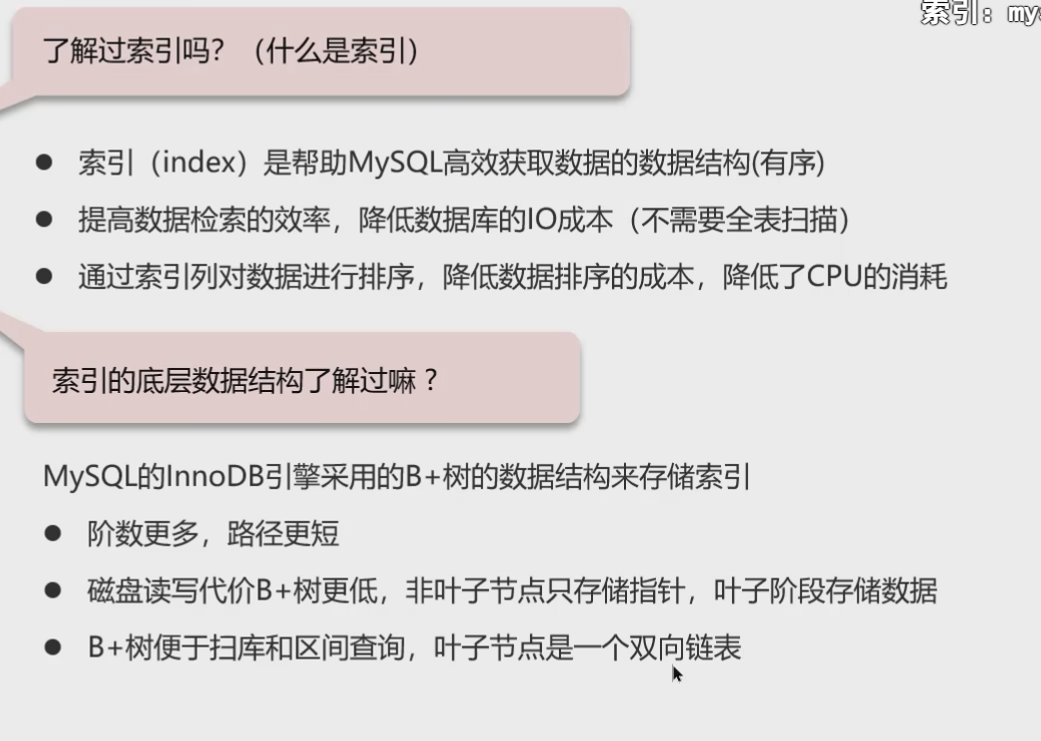 索引：my
了解过索引吗？（什么是索引）
● 索引（index）是帮助MySQL高效获取数据的数据结构(有序)
● 提高数据检索的效率，降低数据库的IO成本（不需要全表扫描）
● 通过索引列对数据进行排序，降低数据排序的成本，降低了CPU的消耗
索引的底层数据结构了解过嘛 ?
MySQL的InnoDB引擎采用的B+树的数据结构来存储索引
● 阶数更多，路径更短
● 磁盘读写代价B+树更低，非叶子节点只存储指针，叶子阶段存储数据
● B+树便于扫库和区间查询，叶子节点是一个双向链表